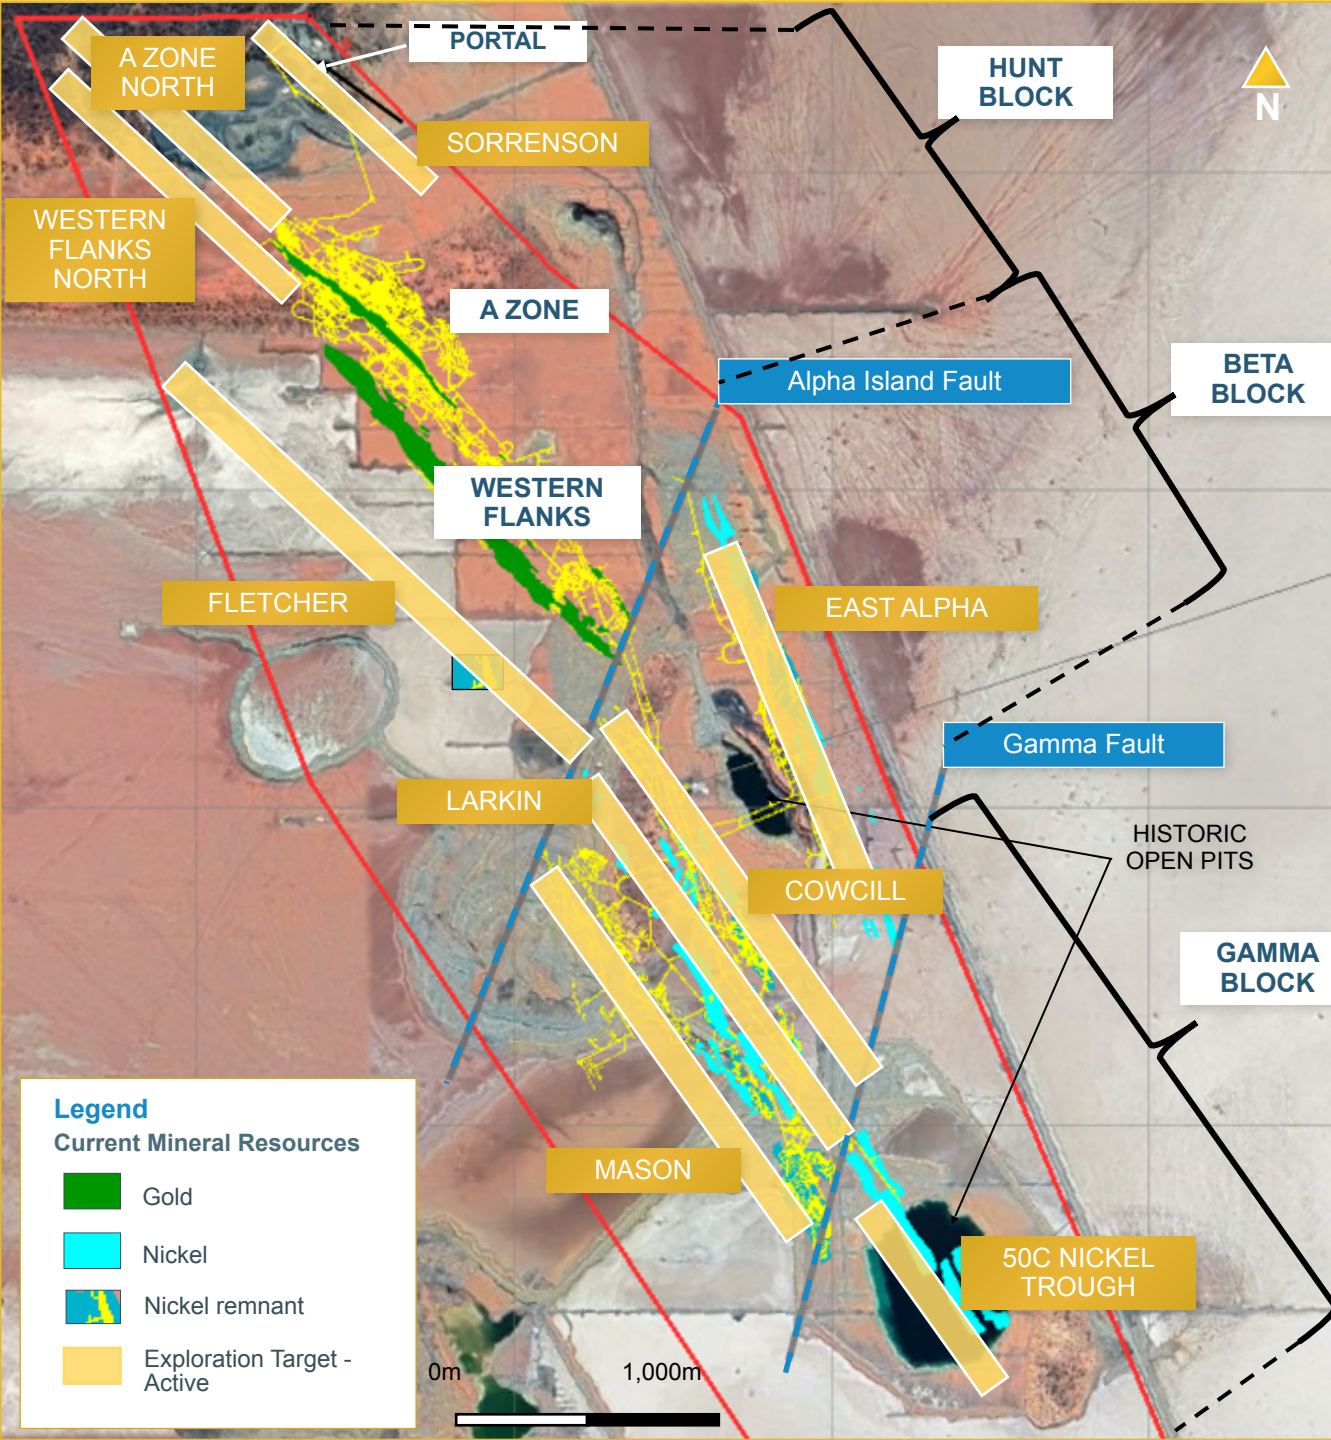 A ZONE
NORTH
PORTAL
HUNT
BLOCK
N
SORRENSON
WESTERN
FLANKS
NORTH
A ZONE
Alpha Island Fault
BETA
BLOCK
WESTERN
FLANKS
FLETCHER
EAST ALPHA
Gamma Fault
LARKIN
HISTORIC
OPEN PITS
COWCILL
GAMMA
BLOCK
MASON
50C NICKEL
TROUGH
Legend
Current Mineral Resources
Gold
Nickel
Nickel remnant
Exploration Target -
Active
0m 1,000m